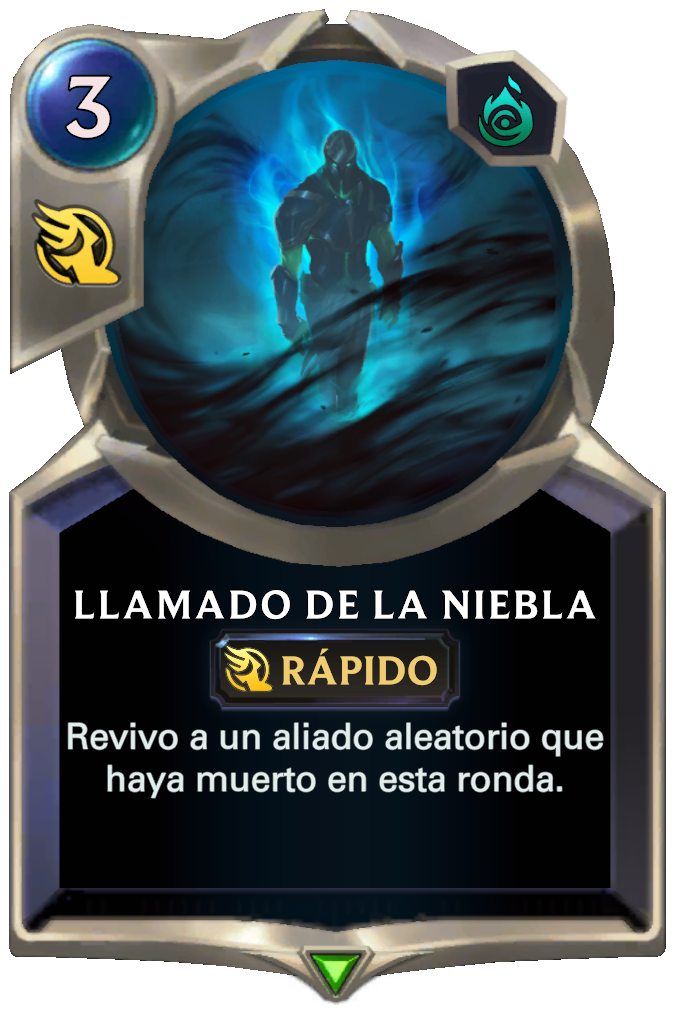 3
LLAMADO DE LA NIEBLA
RÁPIDO
Revivo a un aliado aleatorio que
haya muerto en esta ronda.